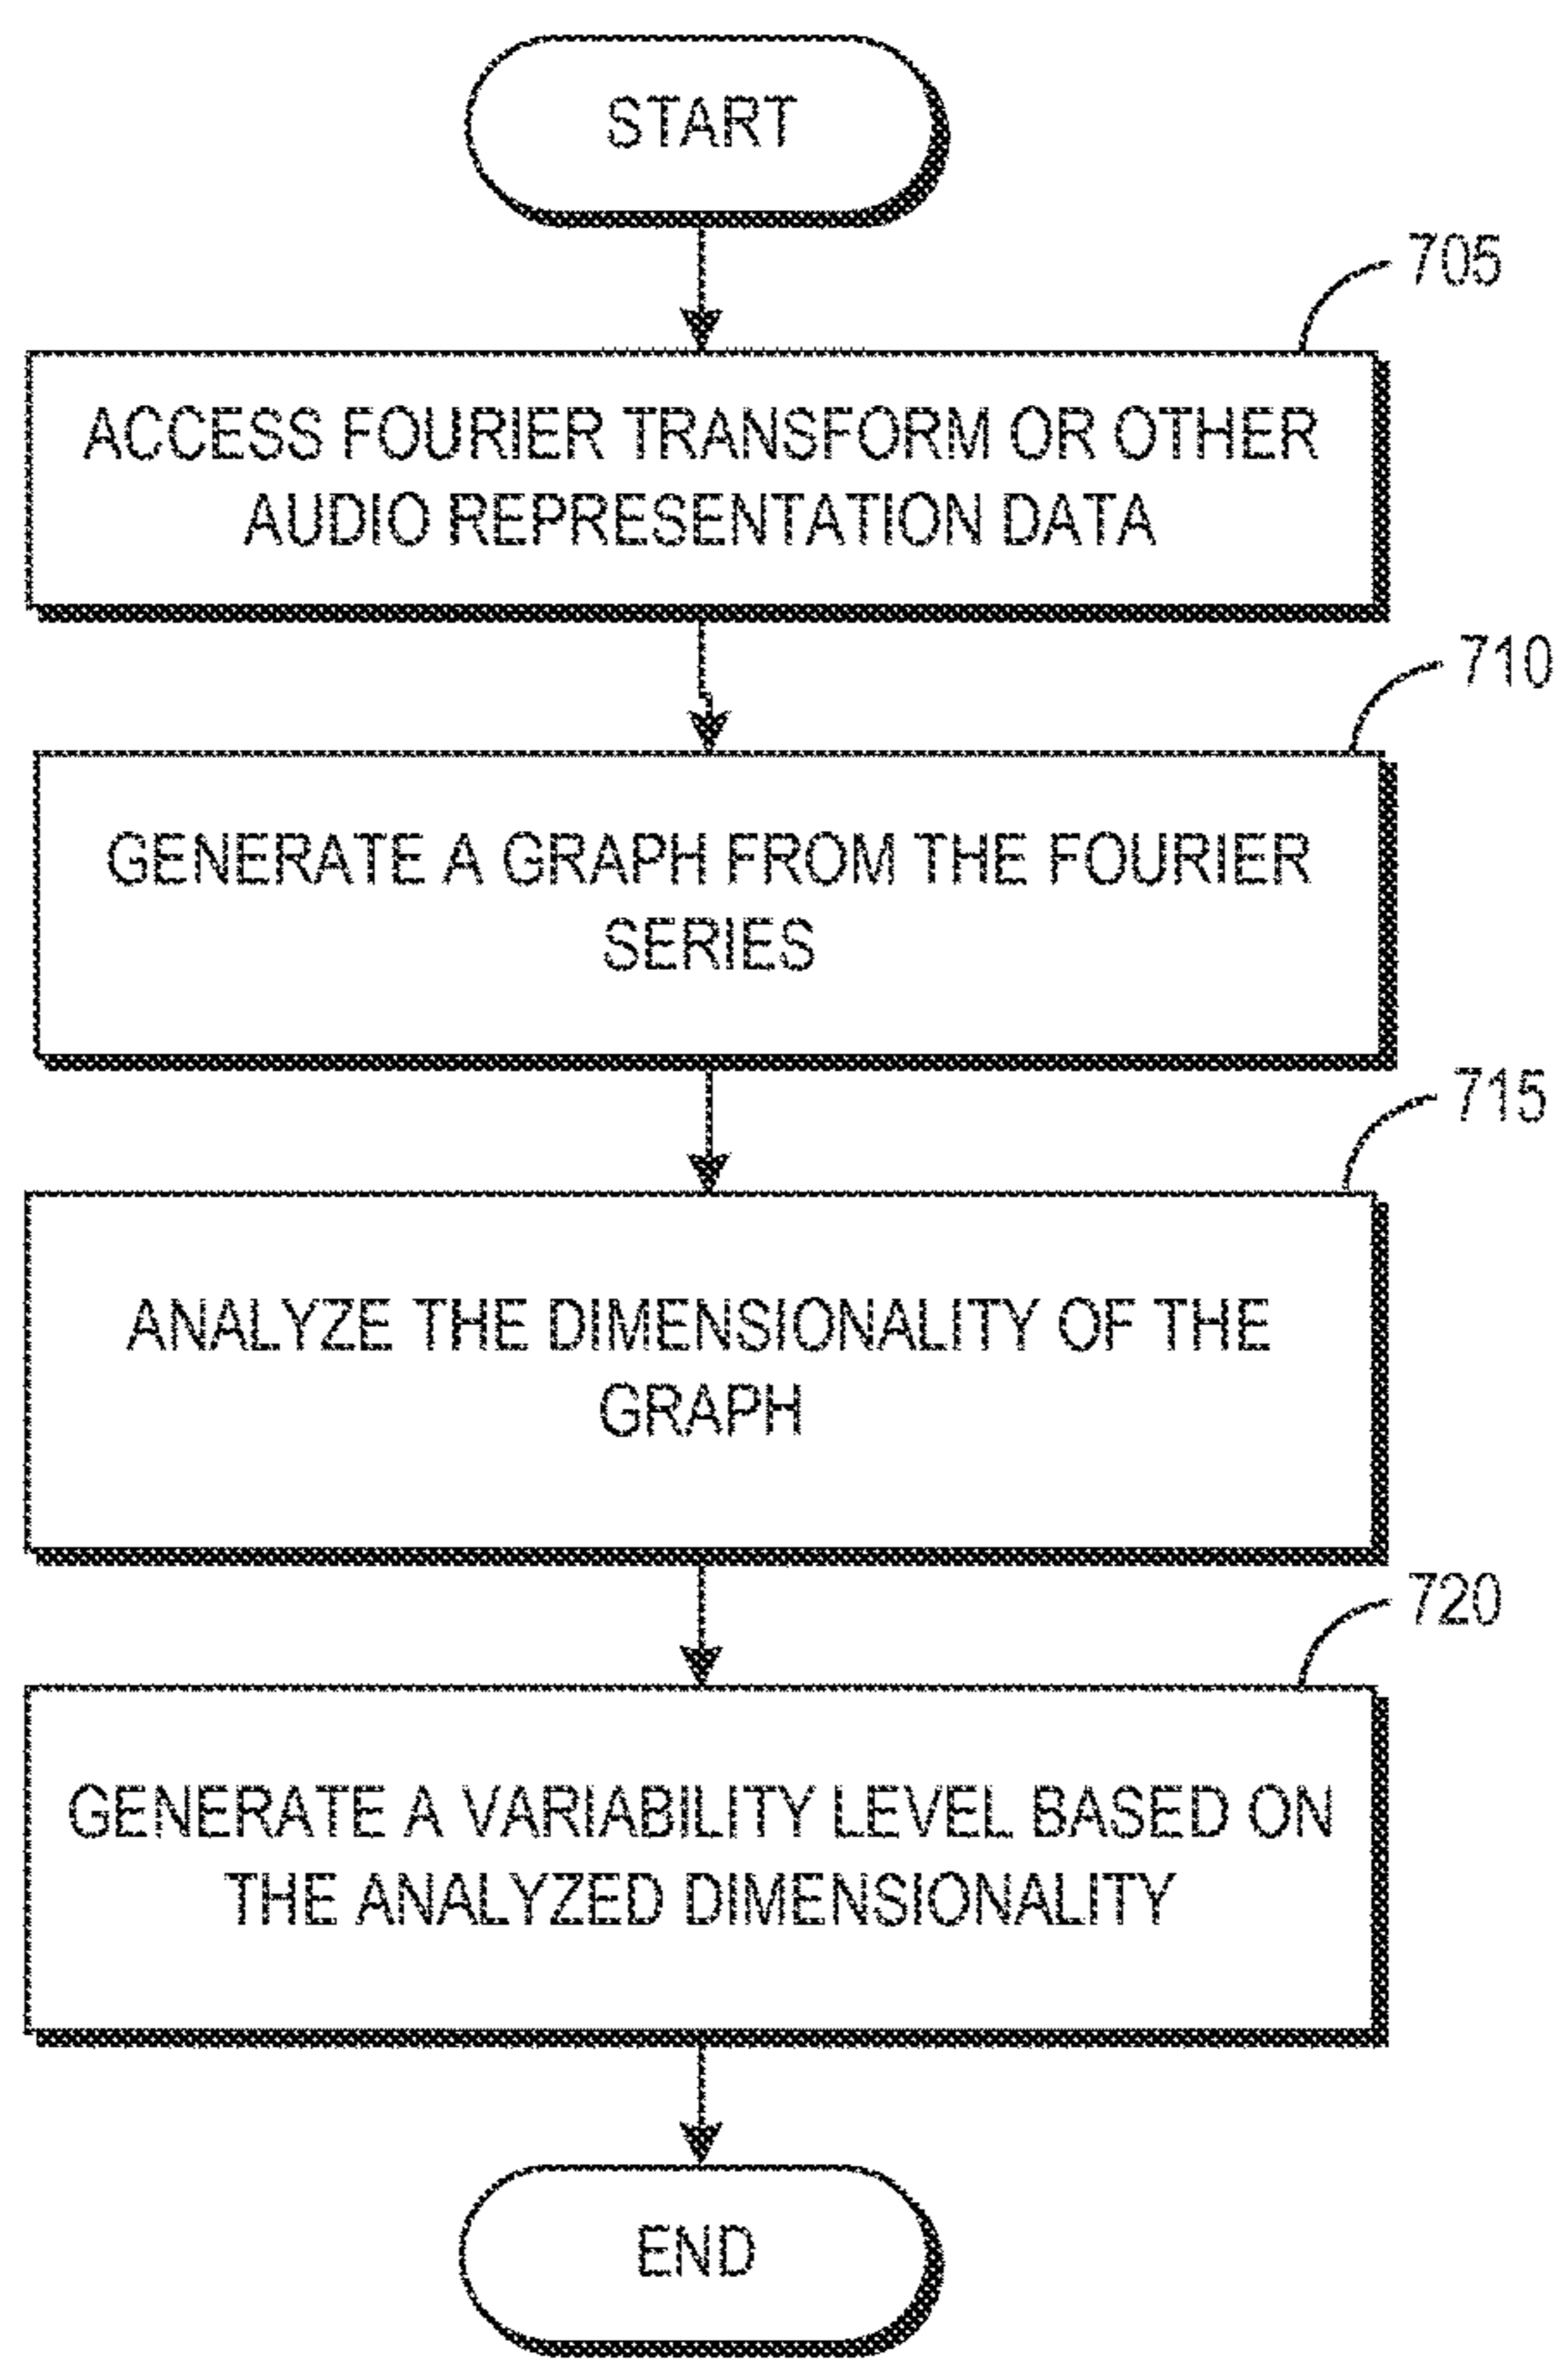 START
705
ACCESS FOURIER TRANSFORM OR OTHER
AUDIO REPRESENTATION DATA
710
GENERATE A GRAPH FROM THE FOURIER
SERIES
715
ANALYZE THE DIMENSIONALITY OF THE
GRAPH
720
GENERATE A VARIABILITY LEVEL BASED ON
THE ANALYZED DIMENSIONALITY
END